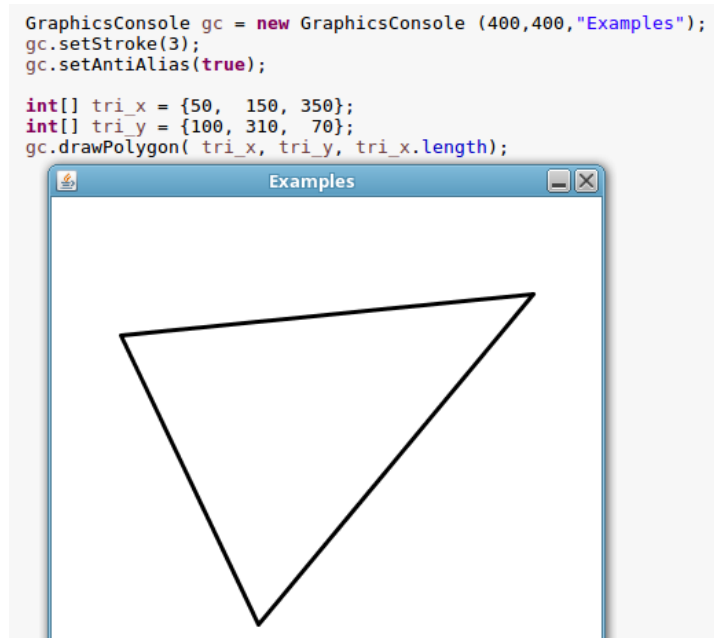 GraphicsConsole gc = new GraphicsConsole (400,400,"Examples");
gc.setStroke(3);
gc.setAntiAlias(true);
int[] tri_x = {50,  150, 350};
int[] tri_y = {100, 310,  70};
gc.drawPolygon( tri_x, tri_y, tri_x.length);
Examples